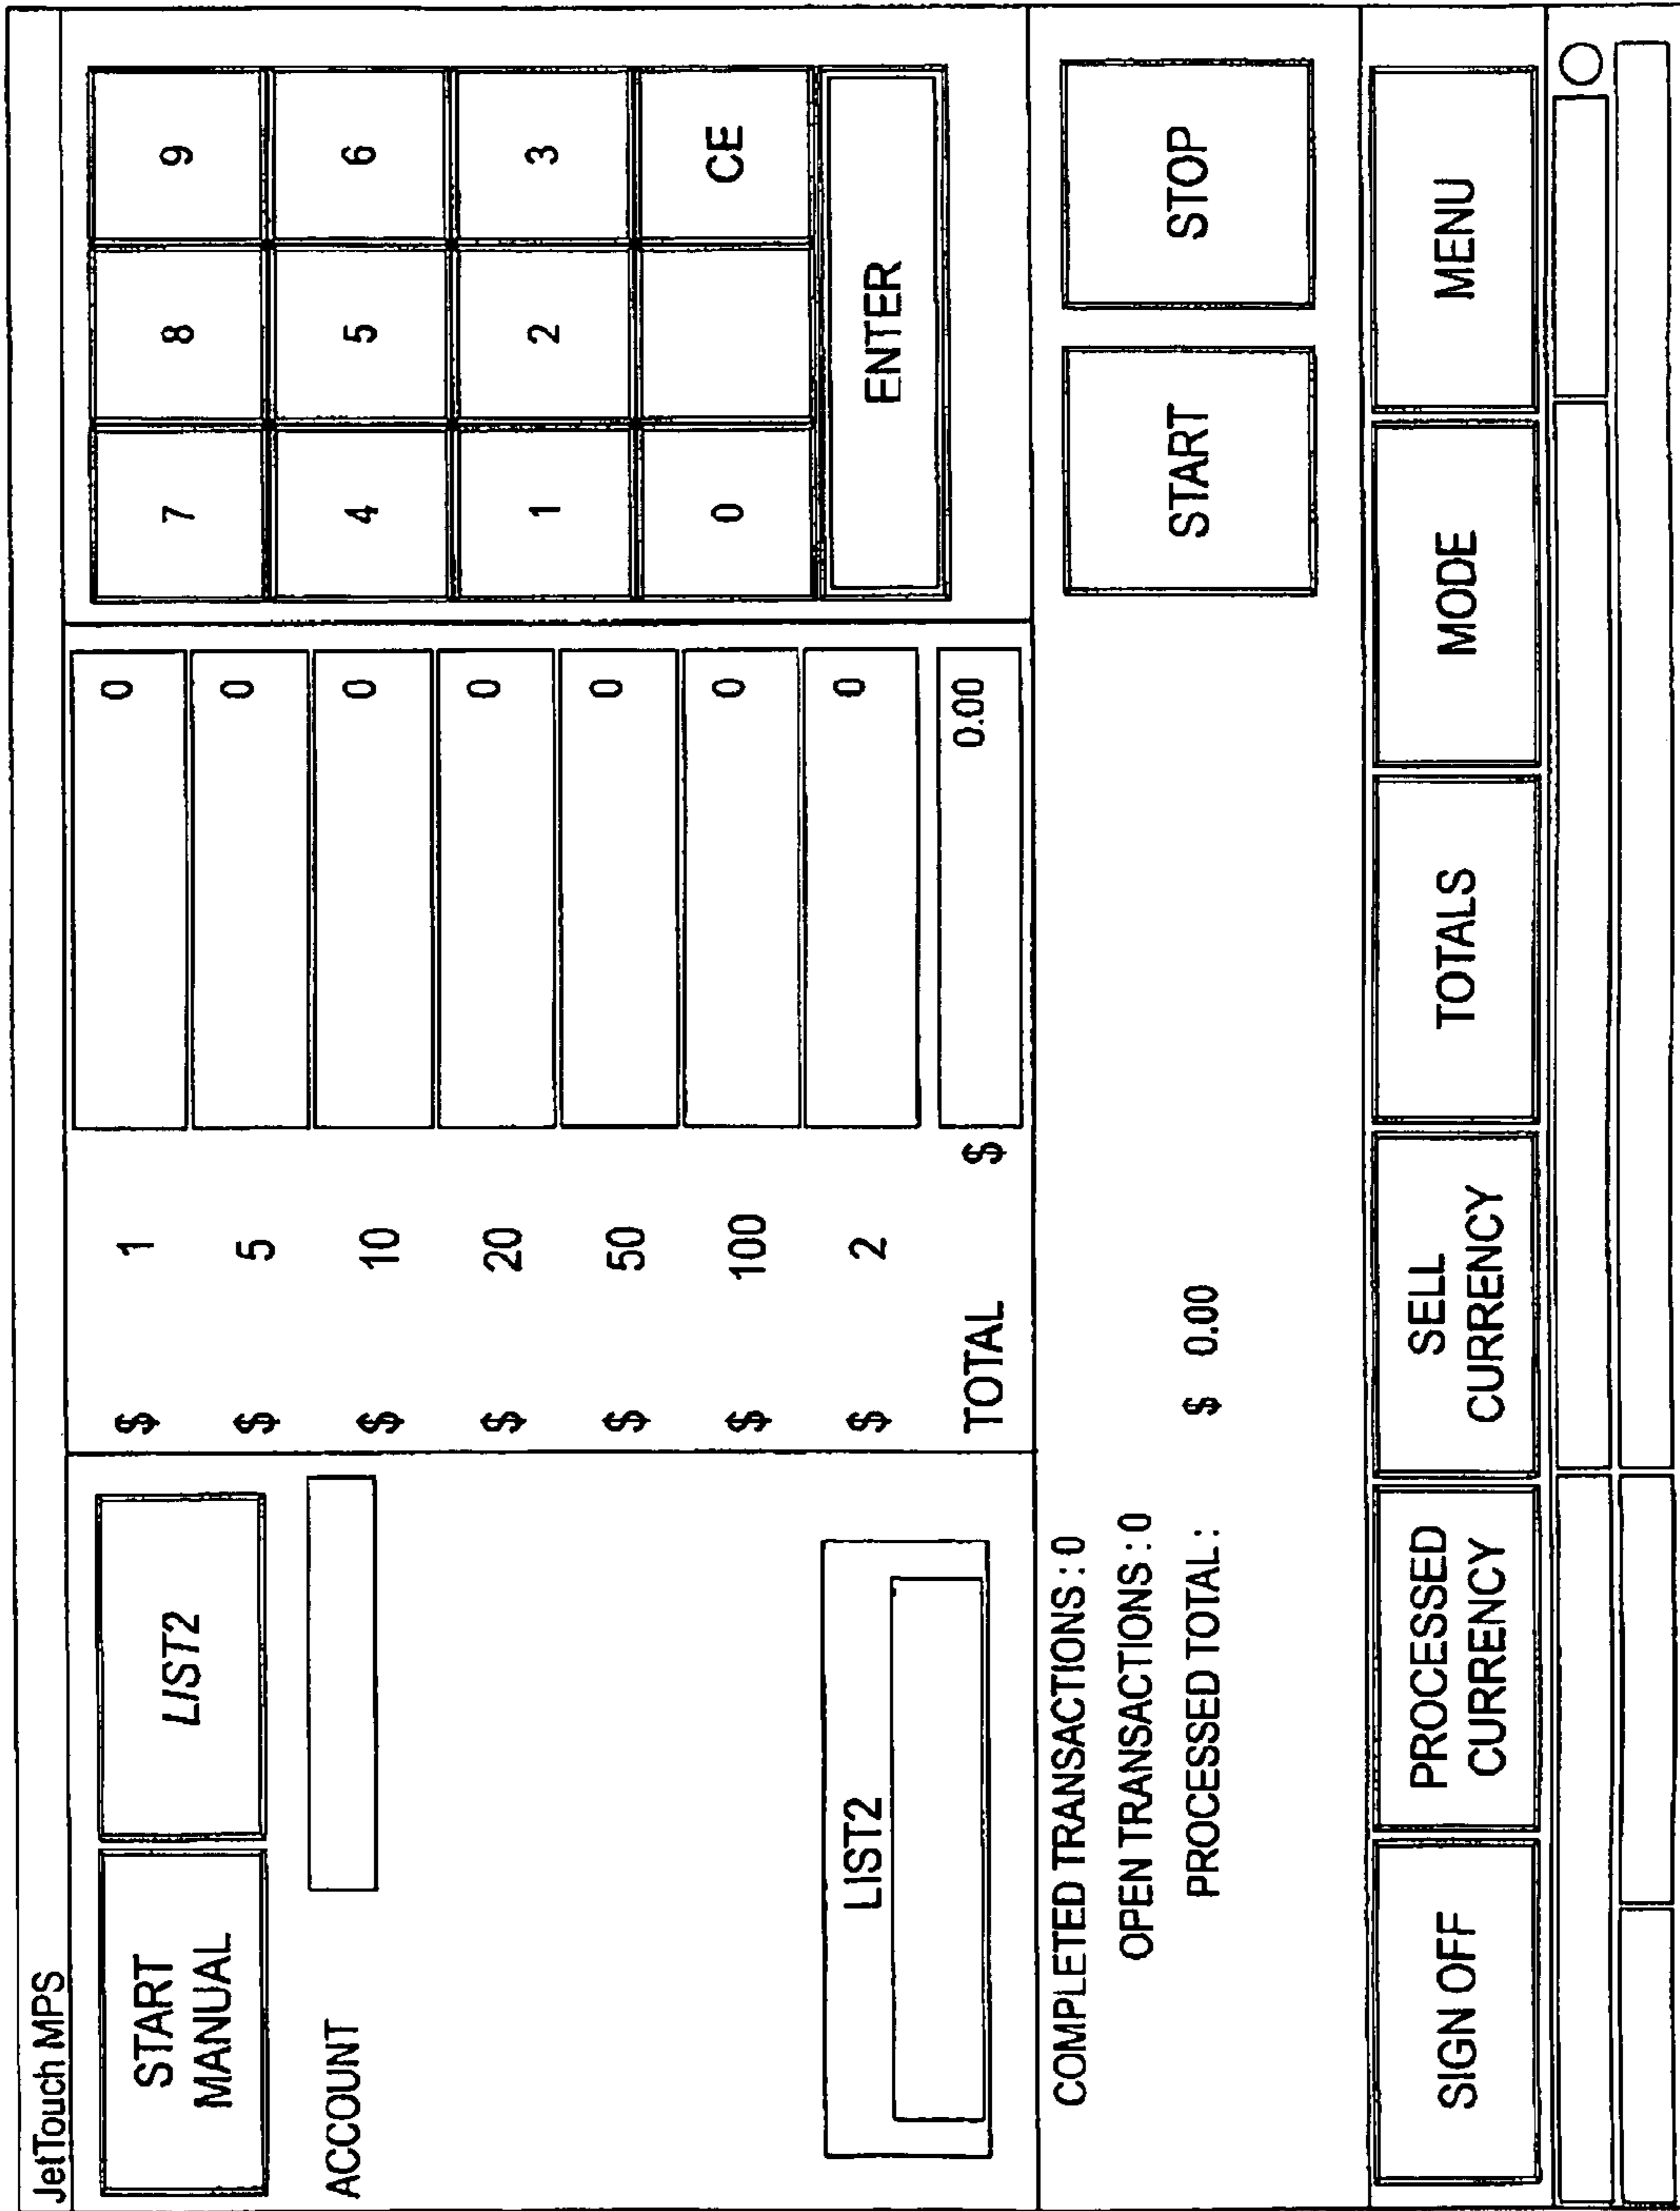 JetTouch MPS
START
MANUAL
LIST2
ACCOUNT
LIST2
$ 1 0
$ 5 0
$ 10 0
$ 20 0
$ 50 0
$ 100 0
$ 2 0
TOTAL $ 0.00
7 8 9
4 5 6
1 2 3
0 CE
ENTER
COMPLETED TRANSACTIONS : 0
OPEN TRANSACTIONS : 0
PROCESSED TOTAL : $ 0.00
START
STOP
SIGN OFF
PROCESSED
CURRENCY
SELL
CURRENCY
TOTALS
MODE
MENU